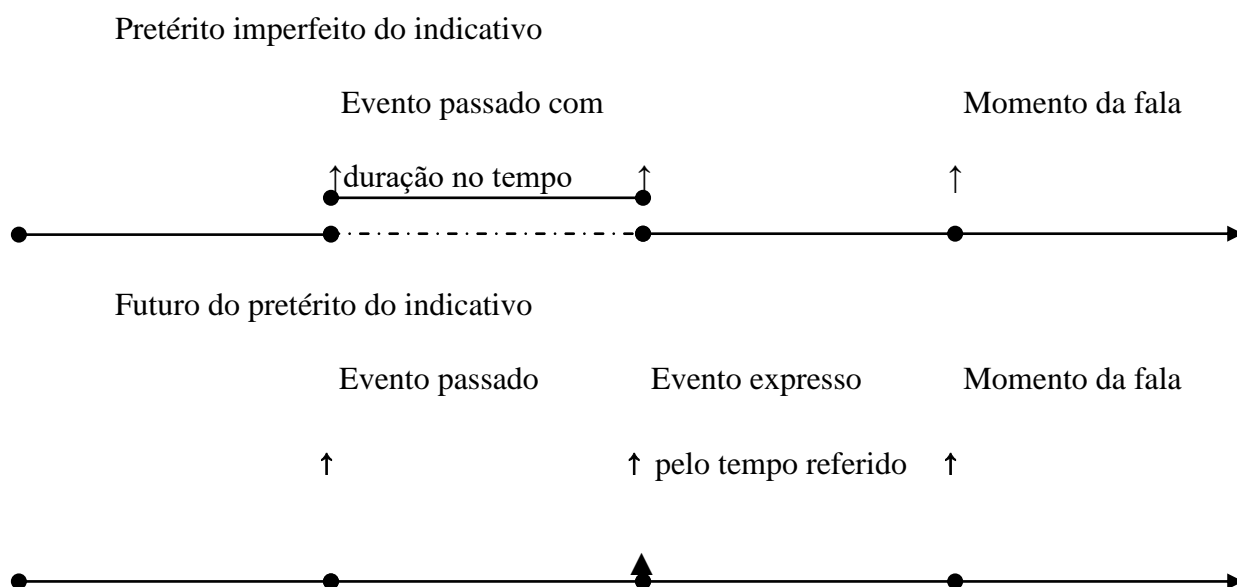 Pretérito imperfeito do indicativo
Evento passado com Momento da fala
↑duração no tempo ↑ ↑
Futuro do pretérito do indicativo
Evento passado Evento expresso Momento da fala
↑ ↑ pelo tempo referido ↑